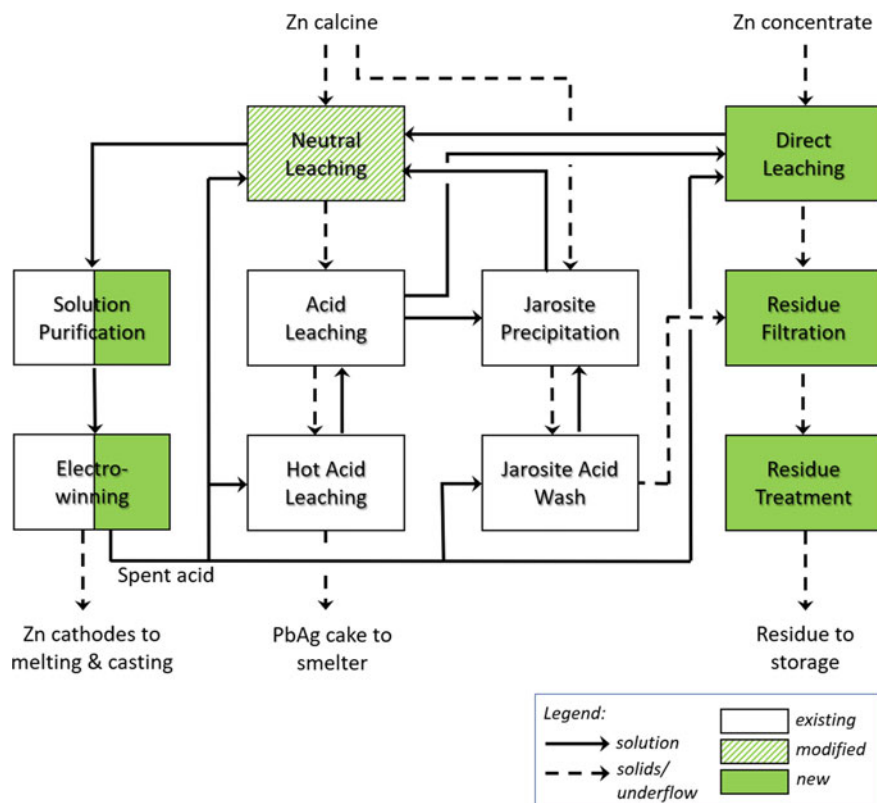 Zn calcine
Zn concentrate
Neutral
Leaching
Direct
Leaching
Solution
Purification
Acid
Leaching
Jarosite
Precipitation
Residue
Filtration
Electro-
winning
Hot Acid
Leaching
Jarosite Acid
Wash
Residue
Treatment
Spent acid
Zn cathodes to
melting & casting
PbAg cake to
smelter
Residue to
storage
Legend:
solution
solids/
underflow
existing
modified
new